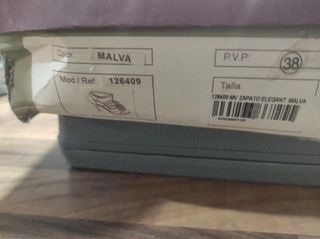 Color: MALVA
P.V.P:
Mod / Ref: 126409
Talla: 38
126409 MV ZAPATO ELEGANT MALVA